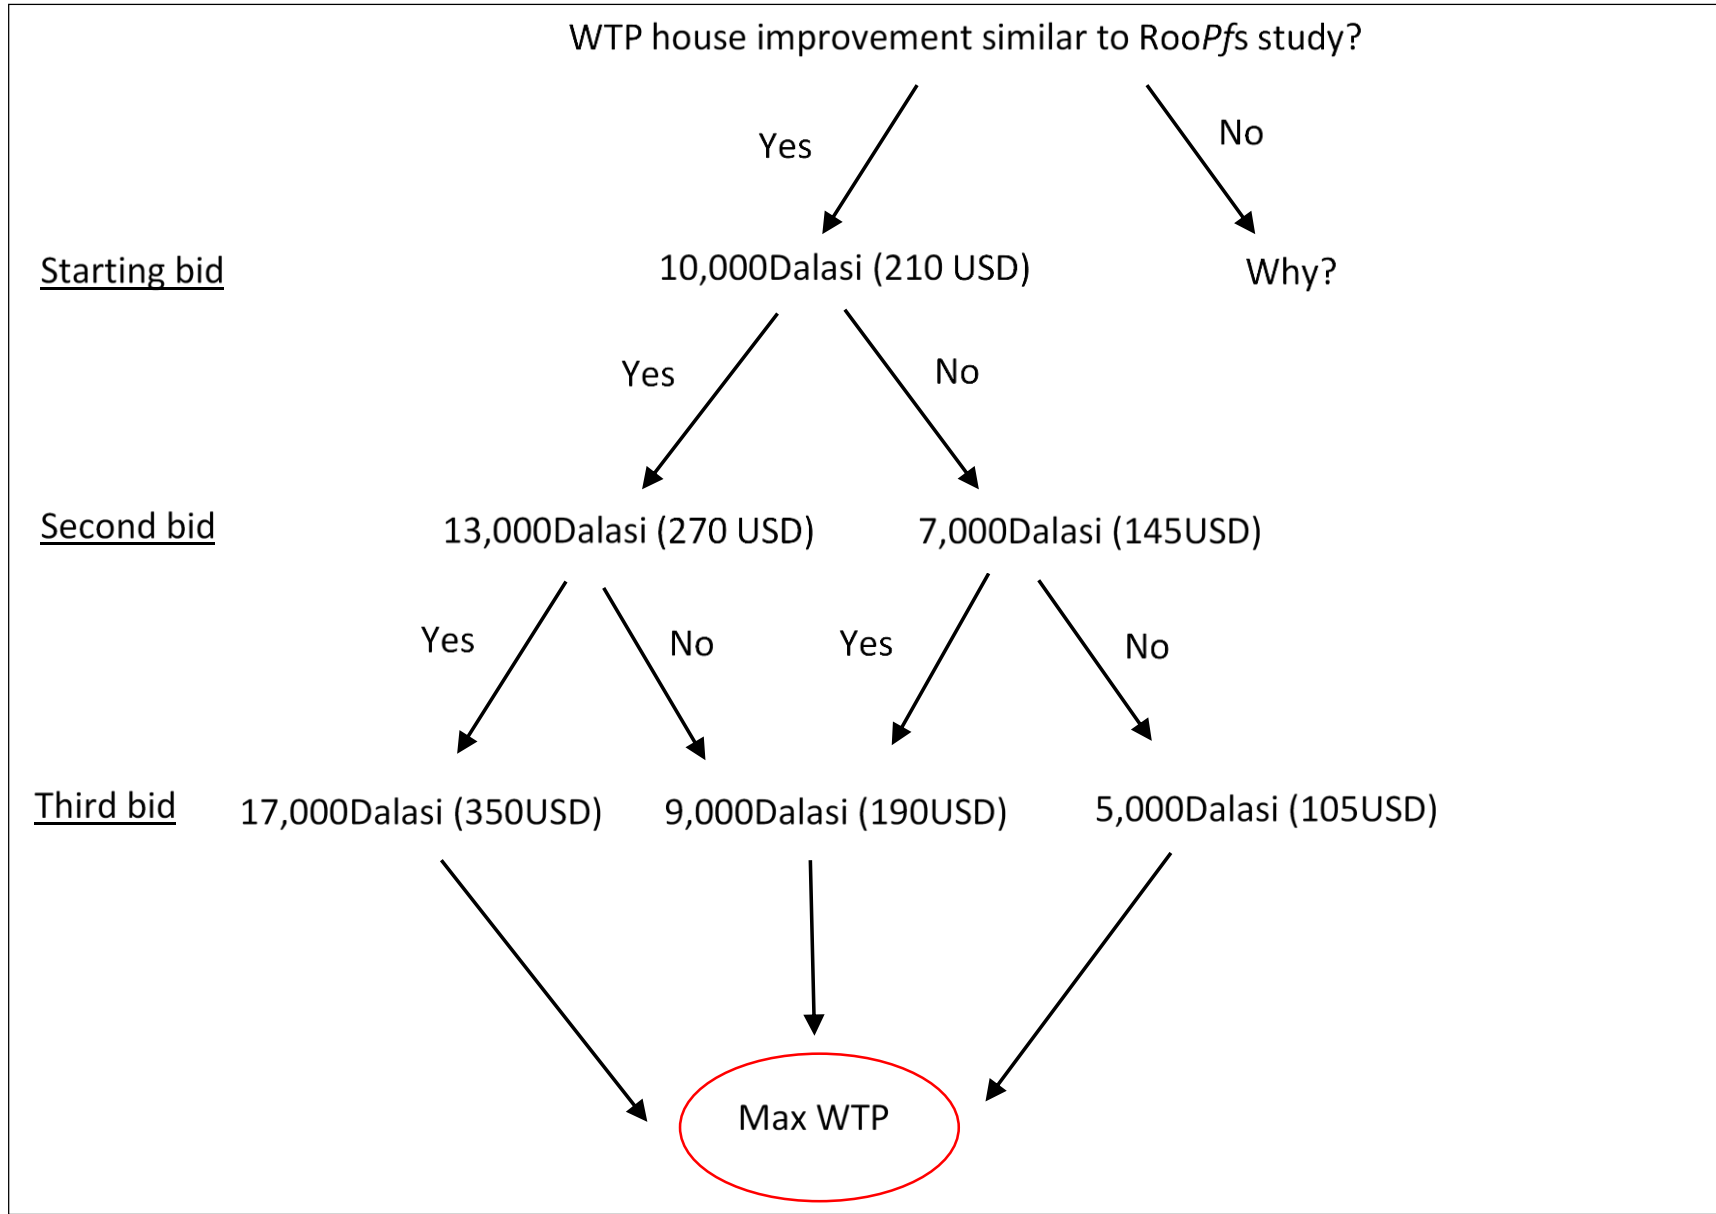 WTP house improvement similar to RooPfs study?
Yes
No
Starting bid
10,000Dalasi (210 USD)
Why?
Yes
No
Second bid
13,000Dalasi (270 USD)
7,000Dalasi (145USD)
Yes
No
Yes
No
Third bid
17,000Dalasi (350USD)
9,000Dalasi (190USD)
5,000Dalasi (105USD)
Max WTP